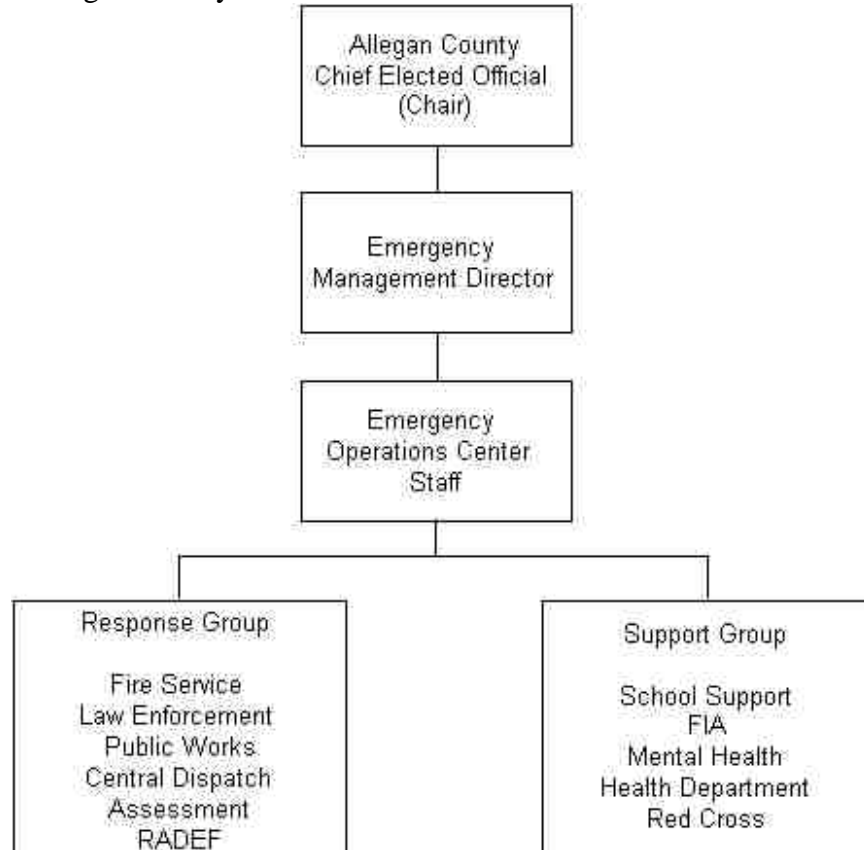 Allegan County
Chief Elected Official
(Chair)
Emergency
Management Director
Emergency
Operations Center
Staff
Response Group
Fire Service
Law Enforcement
Public Works
Central Dispatch
Assessment
RADEF
Support Group
School Support
FIA
Mental Health
Health Department
Red Cross